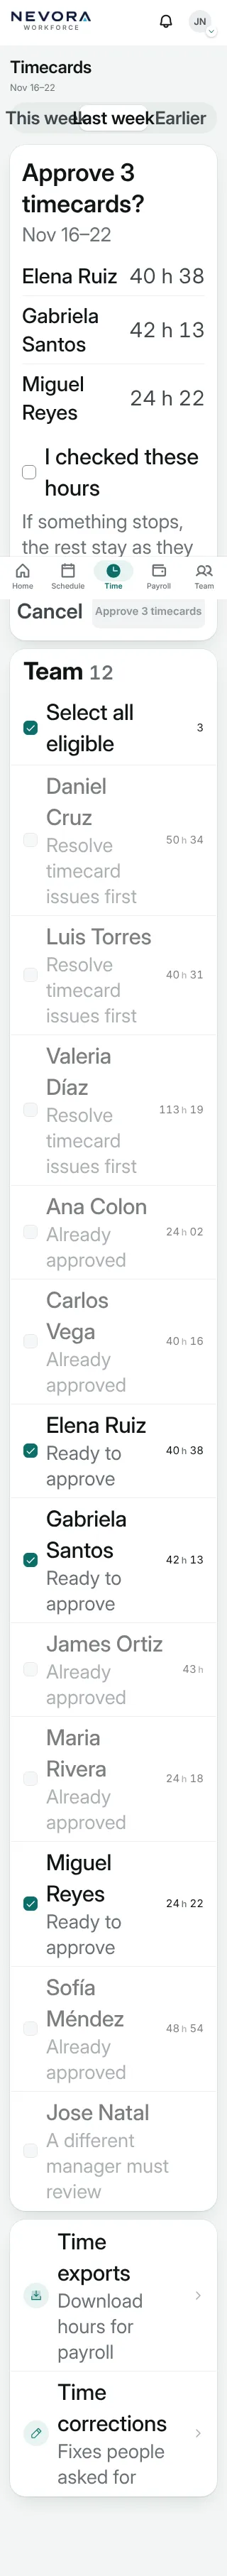 NEVORA
WORKFORCE
JN
Timecards
Nov 16–22
This week
Last week
Earlier
Approve 3
timecards?
Nov 16–22
Elena Ruiz 40 h 38
Gabriela
Santos
42 h 13
Miguel
Reyes
24 h 22
I checked these
hours
If something stops,
the rest stay as they
Home
Schedule
Time
Payroll
Team
Cancel
Approve 3 timecards
Team 12
Select all
eligible
3
Daniel
Cruz
Resolve
timecard
issues first
50 h 34
Luis Torres
Resolve
timecard
issues first
40 h 31
Valeria
Díaz
Resolve
timecard
issues first
113 h 19
Ana Colon
Already
approved
24 h 02
Carlos
Vega
Already
approved
40 h 16
Elena Ruiz
Ready to
approve
40 h 38
Gabriela
Santos
Ready to
approve
42 h 13
James Ortiz
Already
approved
43 h
Maria
Rivera
Already
approved
24 h 18
Miguel
Reyes
Ready to
approve
24 h 22
Sofía
Méndez
Already
approved
48 h 54
Jose Natal
A different
manager must
review
Time
exports
Download
hours for
payroll
Time
corrections
Fixes people
asked for